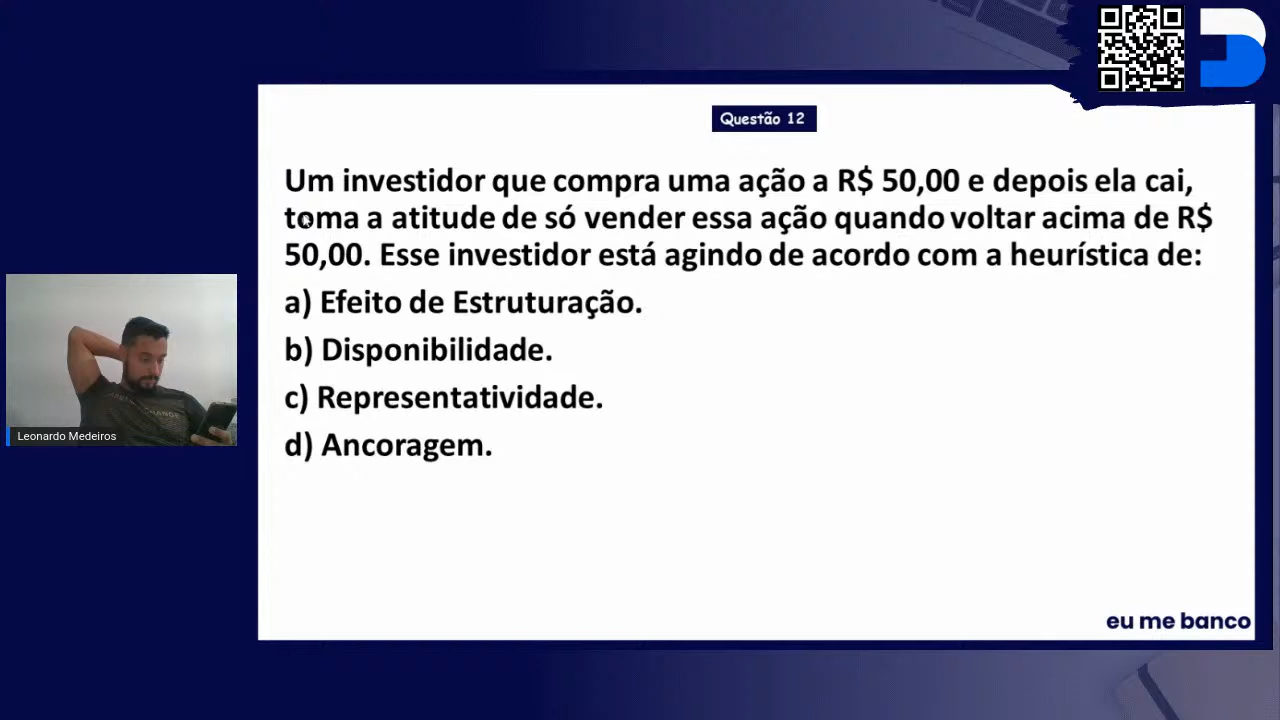 Questão 12
Um investidor que compra uma ação a R$ 50,00 e depois ela cai,
toma a atitude de só vender essa ação quando voltar acima de R$
50,00. Esse investidor está agindo de acordo com a heurística de:
a) Efeito de Estruturação.
b) Disponibilidade.
c) Representatividade.
d) Ancoragem.
Leonardo Medeiros
eu me banco